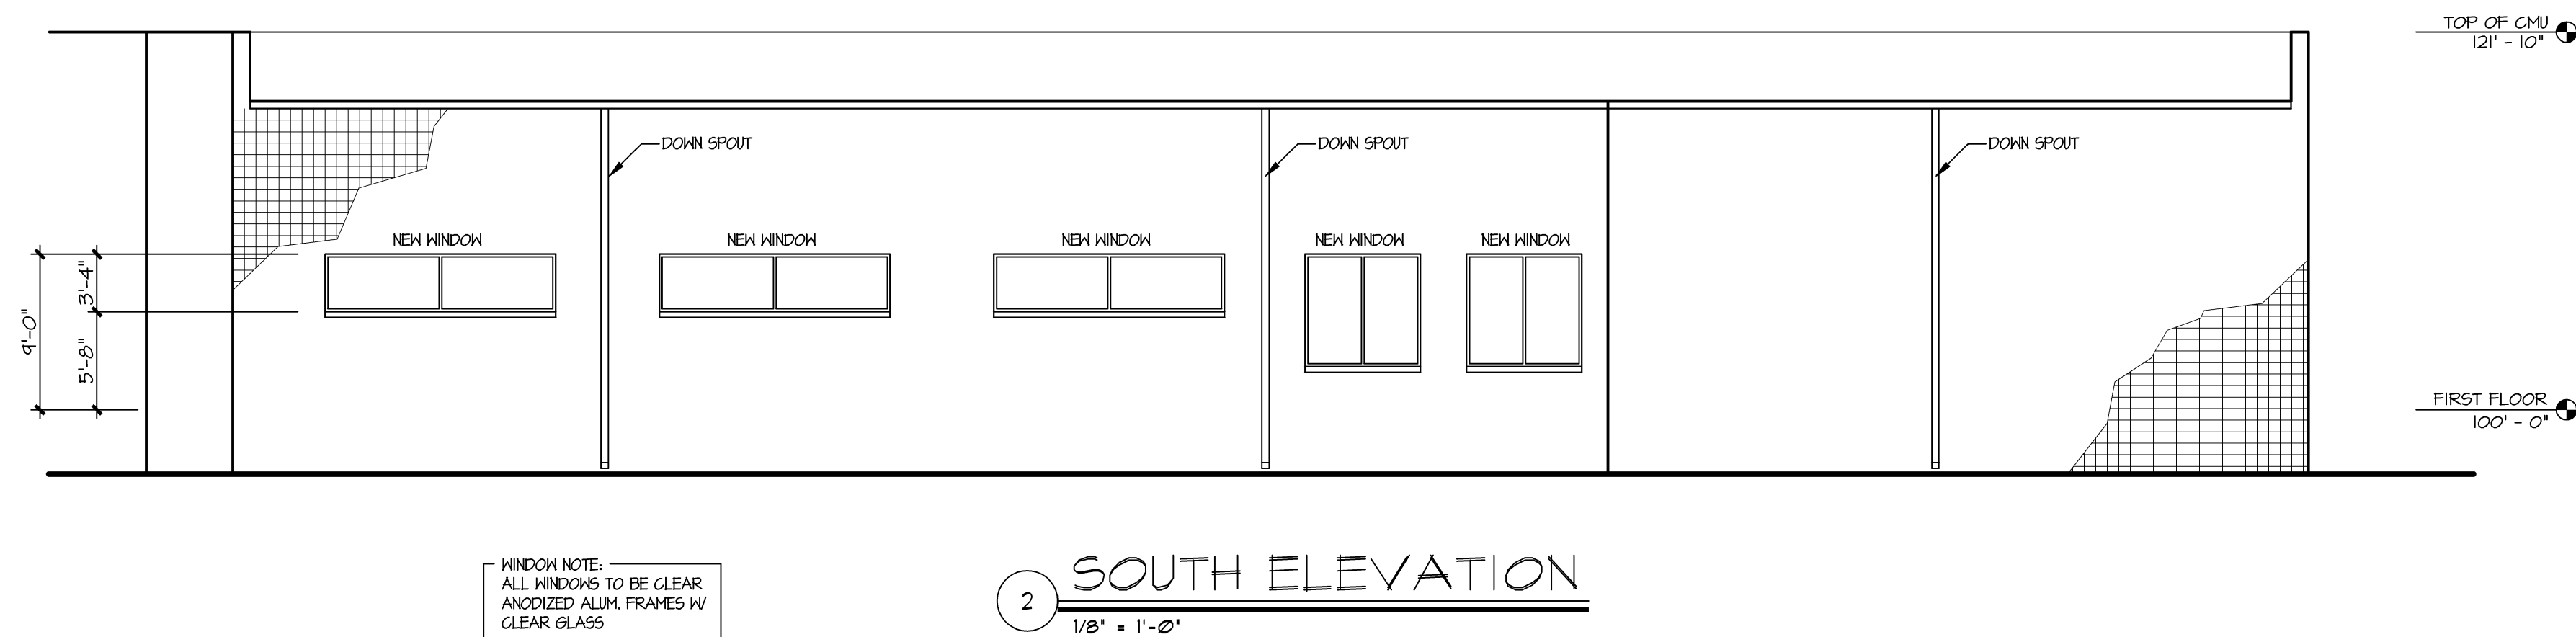 TOP OF CMU
121' - 10"
DOWN SPOUT
DOWN SPOUT
DOWN SPOUT
NEW WINDOW
NEW WINDOW
NEW WINDOW
NEW WINDOW
NEW WINDOW
3'-4"
9'-0"
5'-8"
FIRST FLOOR
100' - 0"
WINDOW NOTE:
ALL WINDOWS TO BE CLEAR
ANODIZED ALUM. FRAMES W/
CLEAR GLASS
2
SOUTH ELEVATION
1/8" = 1'-0"